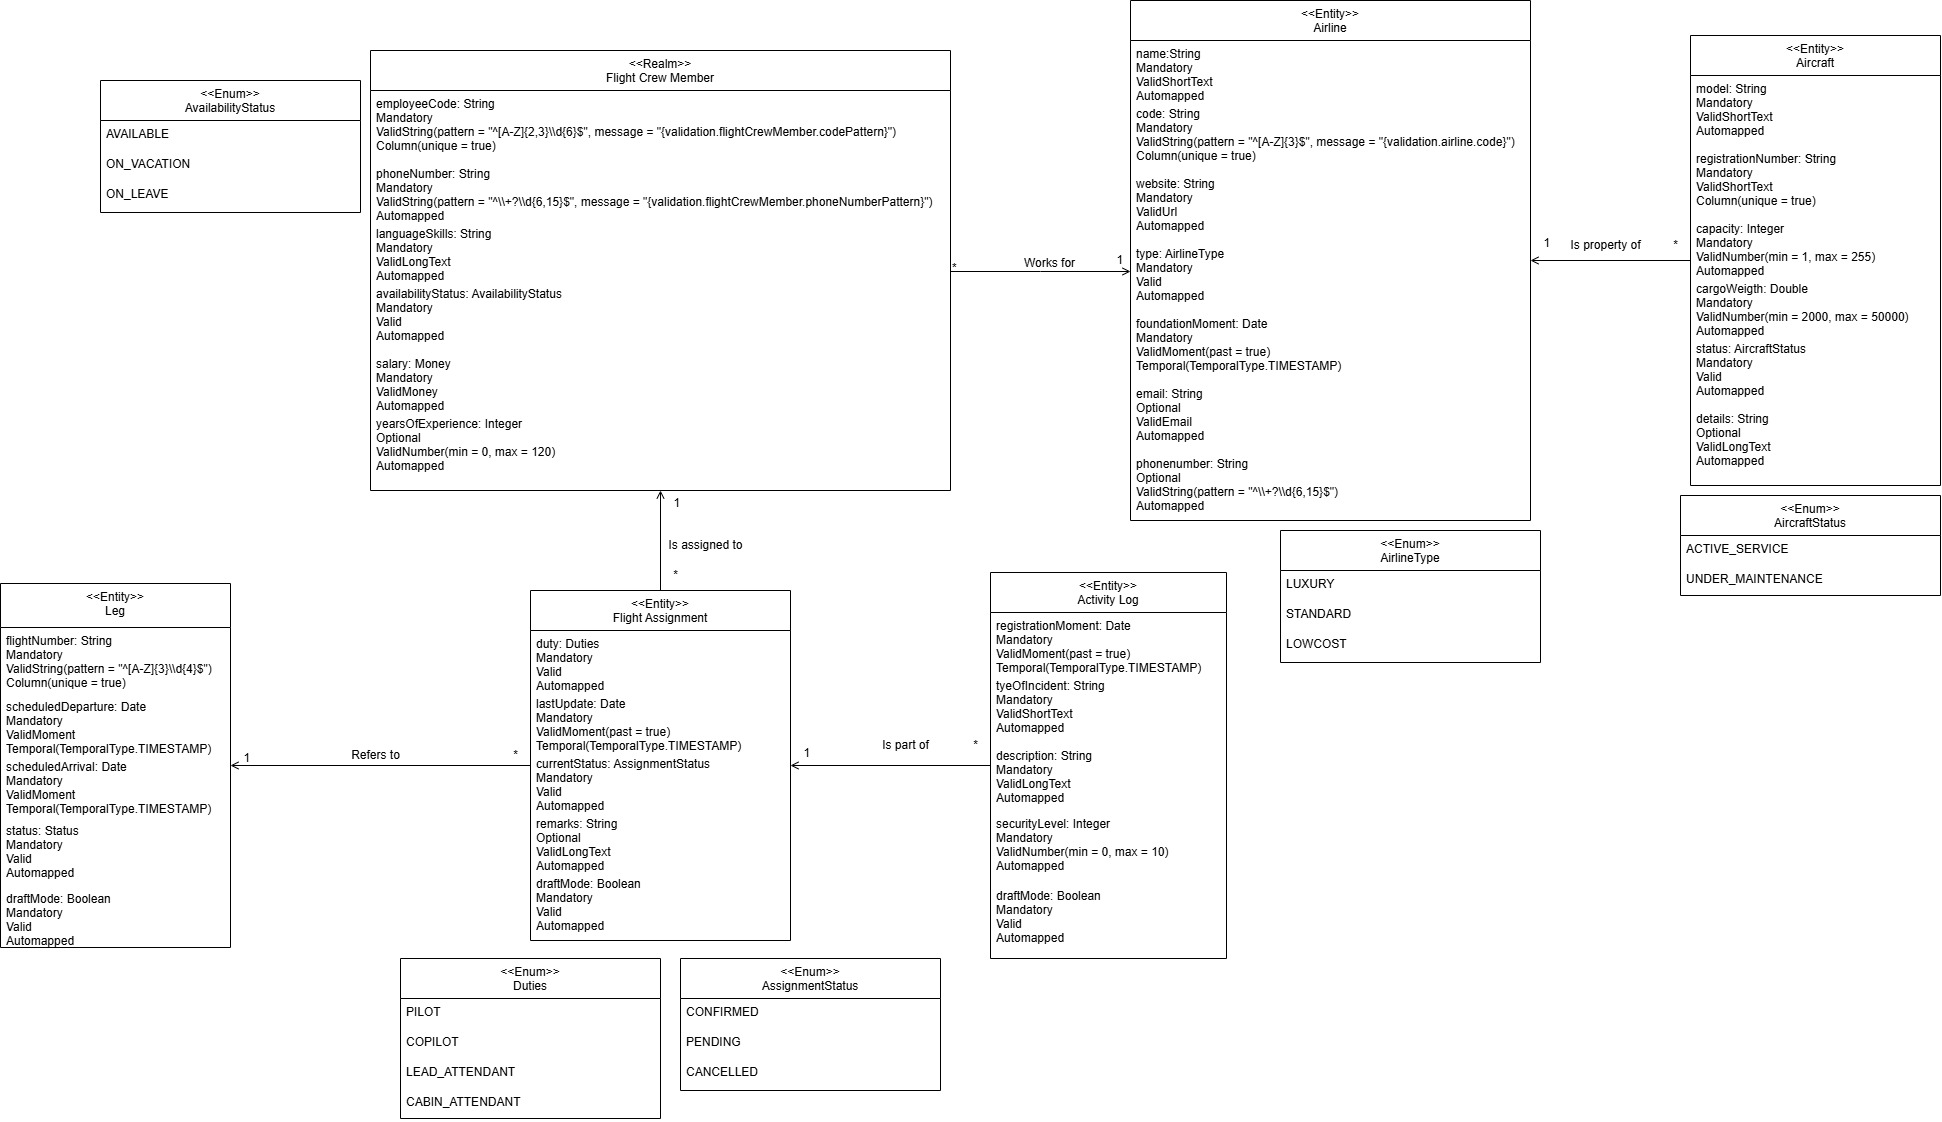 <<Enum>>
AvailabilityStatus
AVAILABLE
ON_VACATION
ON_LEAVE
<<Realm>>
Flight Crew Member
employeeCode: String
Mandatory
ValidString(pattern = "^[A-Z]{2,3}\\d{6}$", message = "{validation.flightCrewMember.codePattern}")
Column(unique = true)
phoneNumber: String
Mandatory
ValidString(pattern = "^\\+?\\d{6,15}$", message = "{validation.flightCrewMember.phoneNumberPattern}")
Automapped
languageSkills: String
Mandatory
ValidLongText
Automapped
availabilityStatus: AvailabilityStatus
Mandatory
Valid
Automapped
salary: Money
Mandatory
ValidMoney
Automapped
yearsOfExperience: Integer
Optional
ValidNumber(min = 0, max = 120)
Automapped
* Works for 1
<<Entity>>
Airline
name:String
Mandatory
ValidShortText
Automapped
code: String
Mandatory
ValidString(pattern = "^[A-Z]{3}$", message = "{validation.airline.code}")
Column(unique = true)
website: String
Mandatory
ValidUrl
Automapped
type: AirlineType
Mandatory
Valid
Automapped
foundationMoment: Date
Mandatory
ValidMoment(past = true)
Temporal(TemporalType.TIMESTAMP)
email: String
Optional
ValidEmail
Automapped
phonenumber: String
Optional
ValidString(pattern = "^\\+?\\d{6,15}$")
Automapped
1 Is property of *
<<Entity>>
Aircraft
model: String
Mandatory
ValidShortText
Automapped
registrationNumber: String
Mandatory
ValidShortText
Column(unique = true)
capacity: Integer
Mandatory
ValidNumber(min = 1, max = 255)
Automapped
cargoWeigth: Double
Mandatory
ValidNumber(min = 2000, max = 50000)
Automapped
status: AircraftStatus
Mandatory
Valid
Automapped
details: String
Optional
ValidLongText
Automapped
<<Enum>>
AircraftStatus
ACTIVE_SERVICE
UNDER_MAINTENANCE
<<Enum>>
AirlineType
LUXURY
STANDARD
LOWCOST
1
Is assigned to
*
<<Entity>>
Leg
flightNumber: String
Mandatory
ValidString(pattern = "^[A-Z]{3}\\d{4}$")
Column(unique = true)
scheduledDeparture: Date
Mandatory
ValidMoment
Temporal(TemporalType.TIMESTAMP)
scheduledArrival: Date
Mandatory
ValidMoment
Temporal(TemporalType.TIMESTAMP)
status: Status
Mandatory
Valid
Automapped
draftMode: Boolean
Mandatory
Valid
Automapped
1 Refers to *
<<Entity>>
Flight Assignment
duty: Duties
Mandatory
Valid
Automapped
lastUpdate: Date
Mandatory
ValidMoment(past = true)
Temporal(TemporalType.TIMESTAMP)
currentStatus: AssignmentStatus
Mandatory
Valid
Automapped
remarks: String
Optional
ValidLongText
Automapped
draftMode: Boolean
Mandatory
Valid
Automapped
1 Is part of *
<<Entity>>
Activity Log
registrationMoment: Date
Mandatory
ValidMoment(past = true)
Temporal(TemporalType.TIMESTAMP)
tyeOfIncident: String
Mandatory
ValidShortText
Automapped
description: String
Mandatory
ValidLongText
Automapped
securityLevel: Integer
Mandatory
ValidNumber(min = 0, max = 10)
Automapped
draftMode: Boolean
Mandatory
Valid
Automapped
<<Enum>>
Duties
PILOT
COPILOT
LEAD_ATTENDANT
CABIN_ATTENDANT
<<Enum>>
AssignmentStatus
CONFIRMED
PENDING
CANCELLED